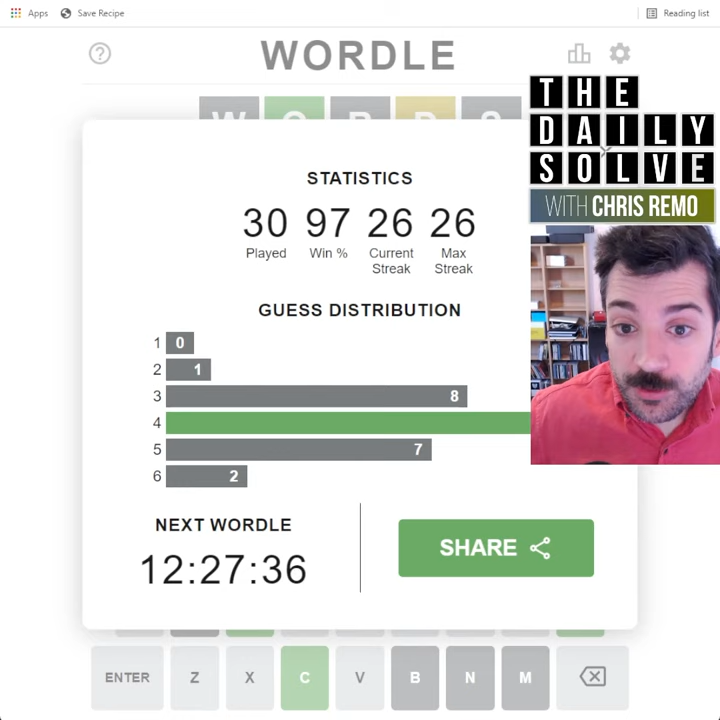 Apps Save Recipe Reading list
WORDLE
THE
DAILY
SOLVE
WITH CHRIS REMO
STATISTICS
30 97 26 26
Played Win % Current Streak Max Streak
GUESS DISTRIBUTION
1 0
2 1
3 8
4
5 7
6 2
NEXT WORDLE
12:27:36
SHARE
ENTER Z X C V B N M